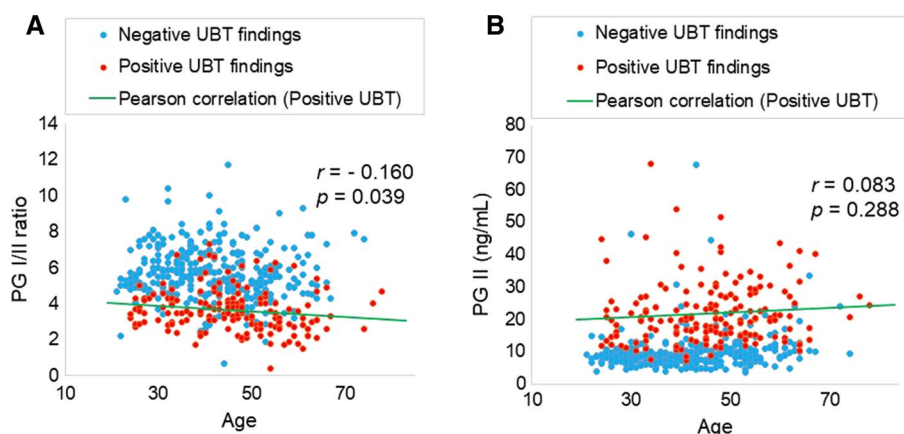 A
Negative UBT findings
Positive UBT findings
Pearson correlation (Positive UBT)
14
12
10
8
6
4
2
0
PG I/II ratio
r = - 0.160
p = 0.039
10
30
50
70
Age
B
Negative UBT findings
Positive UBT findings
Pearson correlation (Positive UBT)
80
70
60
50
40
30
20
10
0
PG II (ng/mL)
r = 0.083
p = 0.288
10
30
50
70
Age